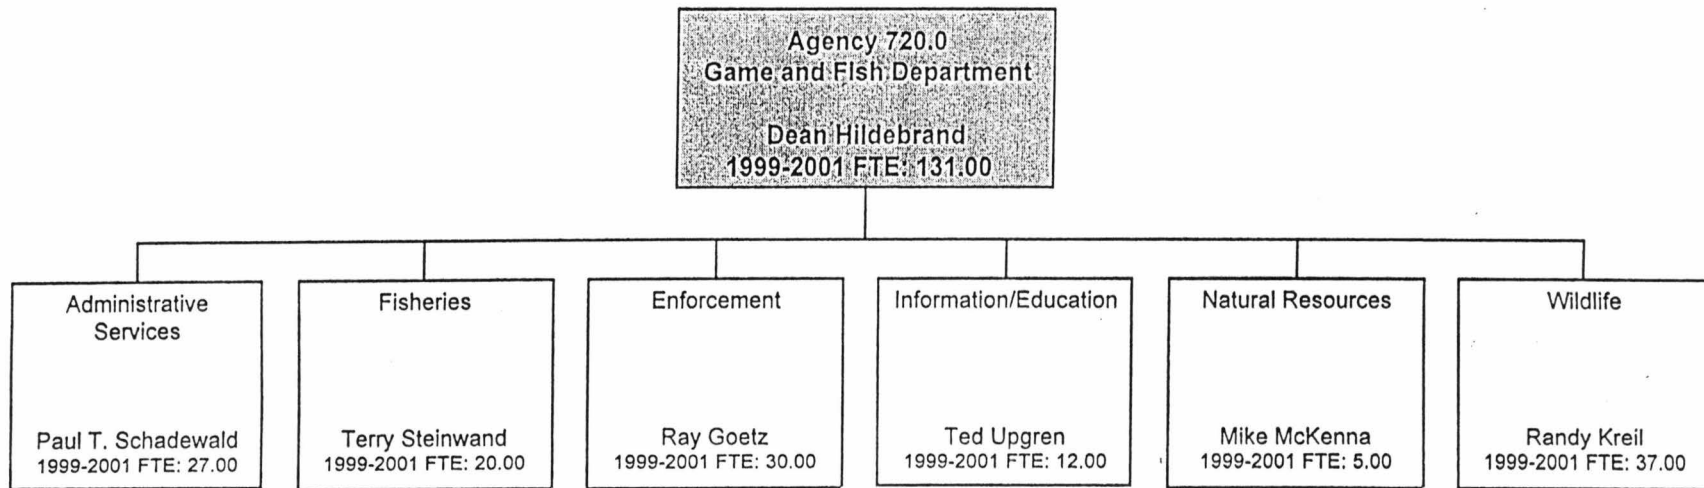 Agency 720.0
Game and Fish Department
Dean Hildebrand
1999-2001 FTE: 131.00
Administrative
Services
Paul T. Schadewald
1999-2001 FTE: 27.00
Fisheries
Terry Steinwand
1999-2001 FTE: 20.00
Enforcement
Ray Goetz
1999-2001 FTE: 30.00
Information/Education
Ted Upgren
1999-2001 FTE: 12.00
Natural Resources
Mike McKenna
1999-2001 FTE: 5.00
Wildlife
Randy Kreil
1999-2001 FTE: 37.00